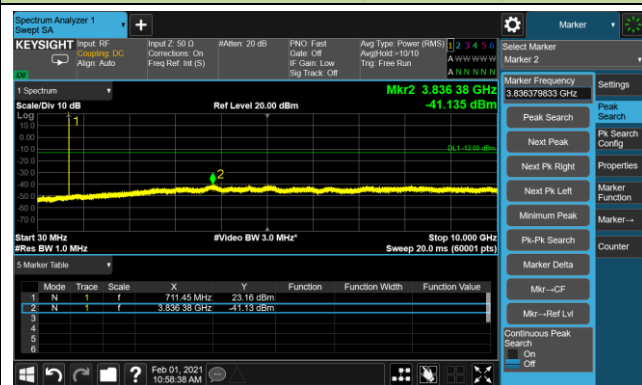 Spectrum Analyzer 1
Swept SA
+
Marker
KEYSIGHT
Input: RF
Coupling: DC
Align: Auto
Input Z: 50 Ω
Corrections: On
Freq Ref: Int (S)
#Atten: 20 dB
PNO: Fast
Gate: Off
IF Gain: Low
Sig Track: Off
Avg Type: Power (RMS)
Avg|Hold:>10/10
Trig: Free Run
1 2 3 4 5 6
A W W W W W
A N N N N N
LXI
Select Marker
Marker 2
1 Spectrum
Mkr2 3.836 38 GHz
-41.135 dBm
Scale/Div 10 dB
Ref Level 20.00 dBm
Log
10.0
0.00
-10.0
-20.0
-30.0
-40.0
-50.0
-60.0
-70.0
1
2
DL1 -13.00 dBm
Start 30 MHz
#Video BW 3.0 MHz*
Stop 10.000 GHz
#Res BW 1.0 MHz
Sweep 20.0 ms (60001 pts)
5 Marker Table
Mode Trace Scale X Y Function Function Width Function Value
1 N 1 f 711.45 MHz 23.16 dBm
2 N 1 f 3.836 38 GHz -41.13 dBm
3
4
5
6
Feb 01, 2021
10:58:38 AM
Marker Frequency
3.836379833 GHz
Peak Search
Next Peak
Next Pk Right
Next Pk Left
Minimum Peak
Pk-Pk Search
Marker Delta
Mkr→CF
Mkr→Ref Lvl
Continuous Peak
Search
On
Off
Settings
Peak
Search
Pk Search
Config
Properties
Marker
Function
Marker→
Counter